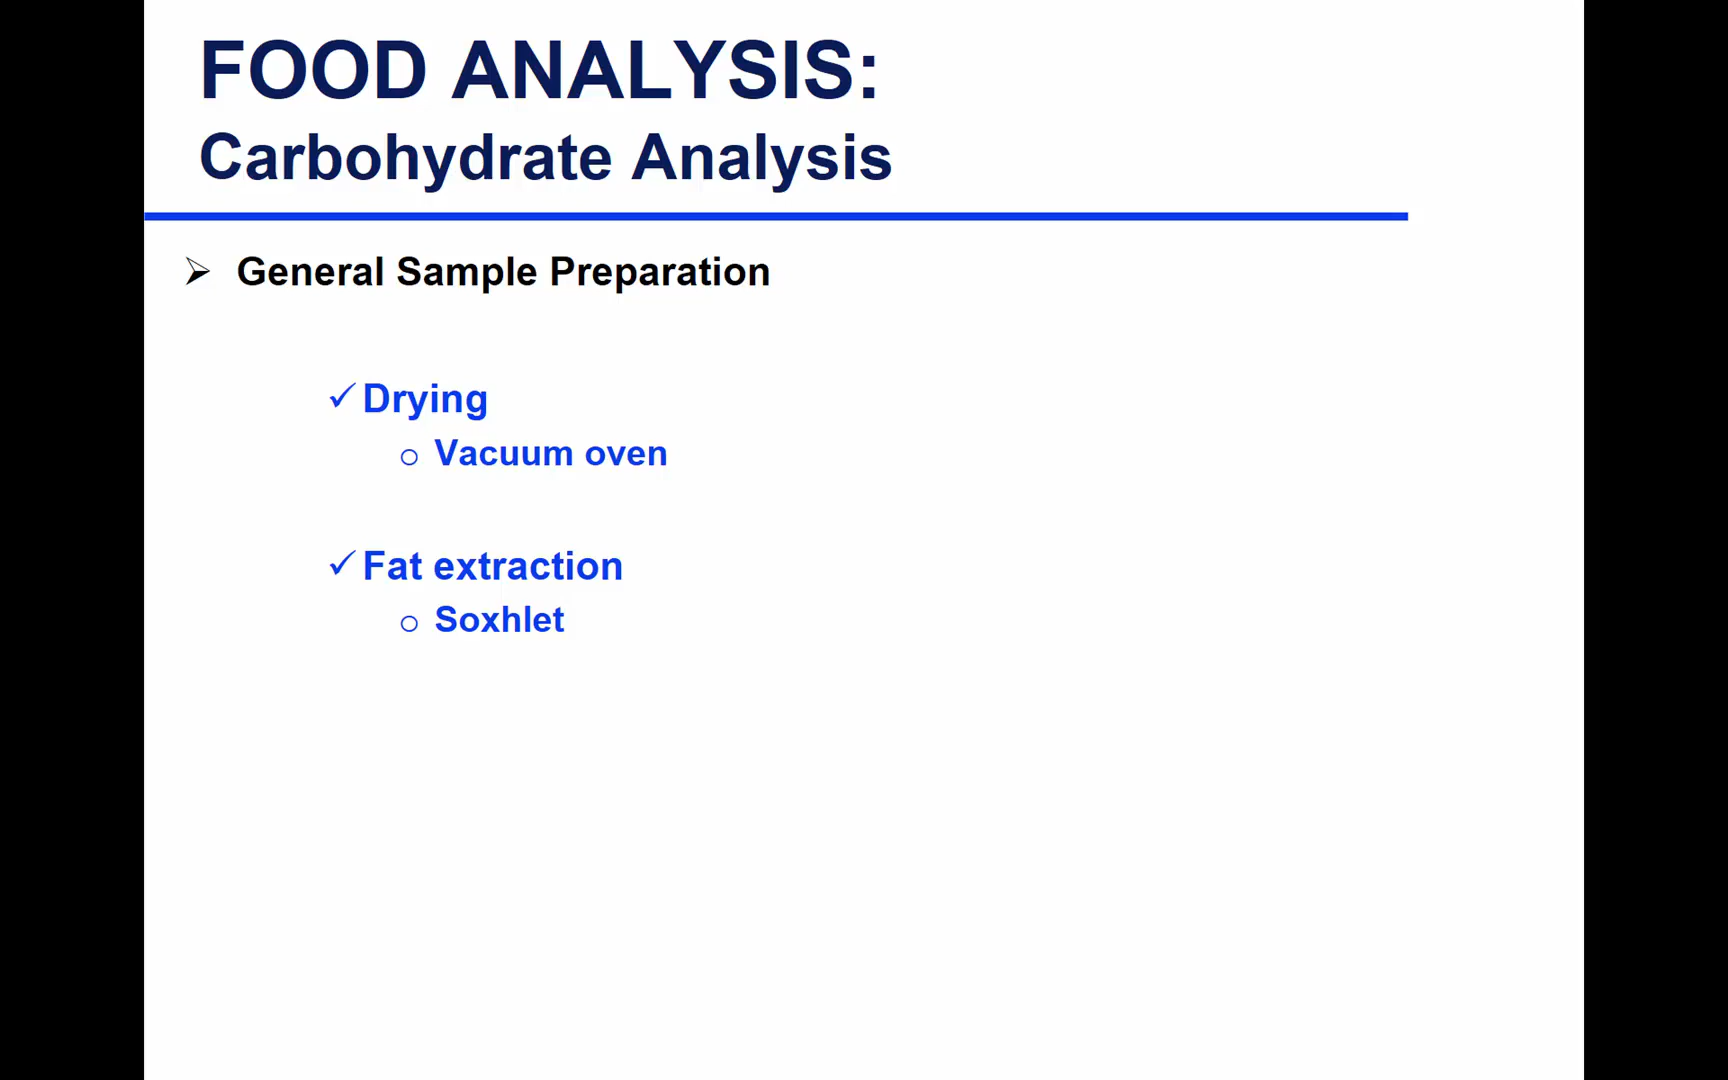 FOOD ANALYSIS:
Carbohydrate Analysis
➢ General Sample Preparation
✓ Drying
o Vacuum oven
✓ Fat extraction
o Soxhlet